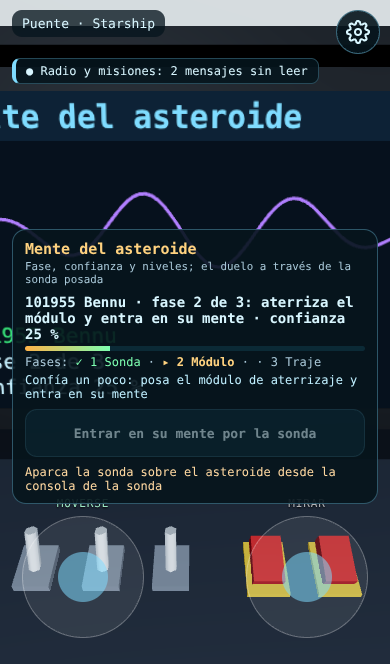 Puente · Starship
● Radio y misiones: 2 mensajes sin leer
te del asteroide
Mente del asteroide
Fase, confianza y niveles; el duelo a través de la
sonda posada
101955 Bennu · fase 2 de 3: aterriza el
módulo y entra en su mente · confianza
25 %
Fases: ✓ 1 Sonda · ▸ 2 Módulo · · 3 Traje
Confía un poco: posa el módulo de aterrizaje y
entra en su mente
Entrar en su mente por la sonda
Aparca la sonda sobre el asteroide desde la
consola de la sonda
MOVERSE
MIRAR